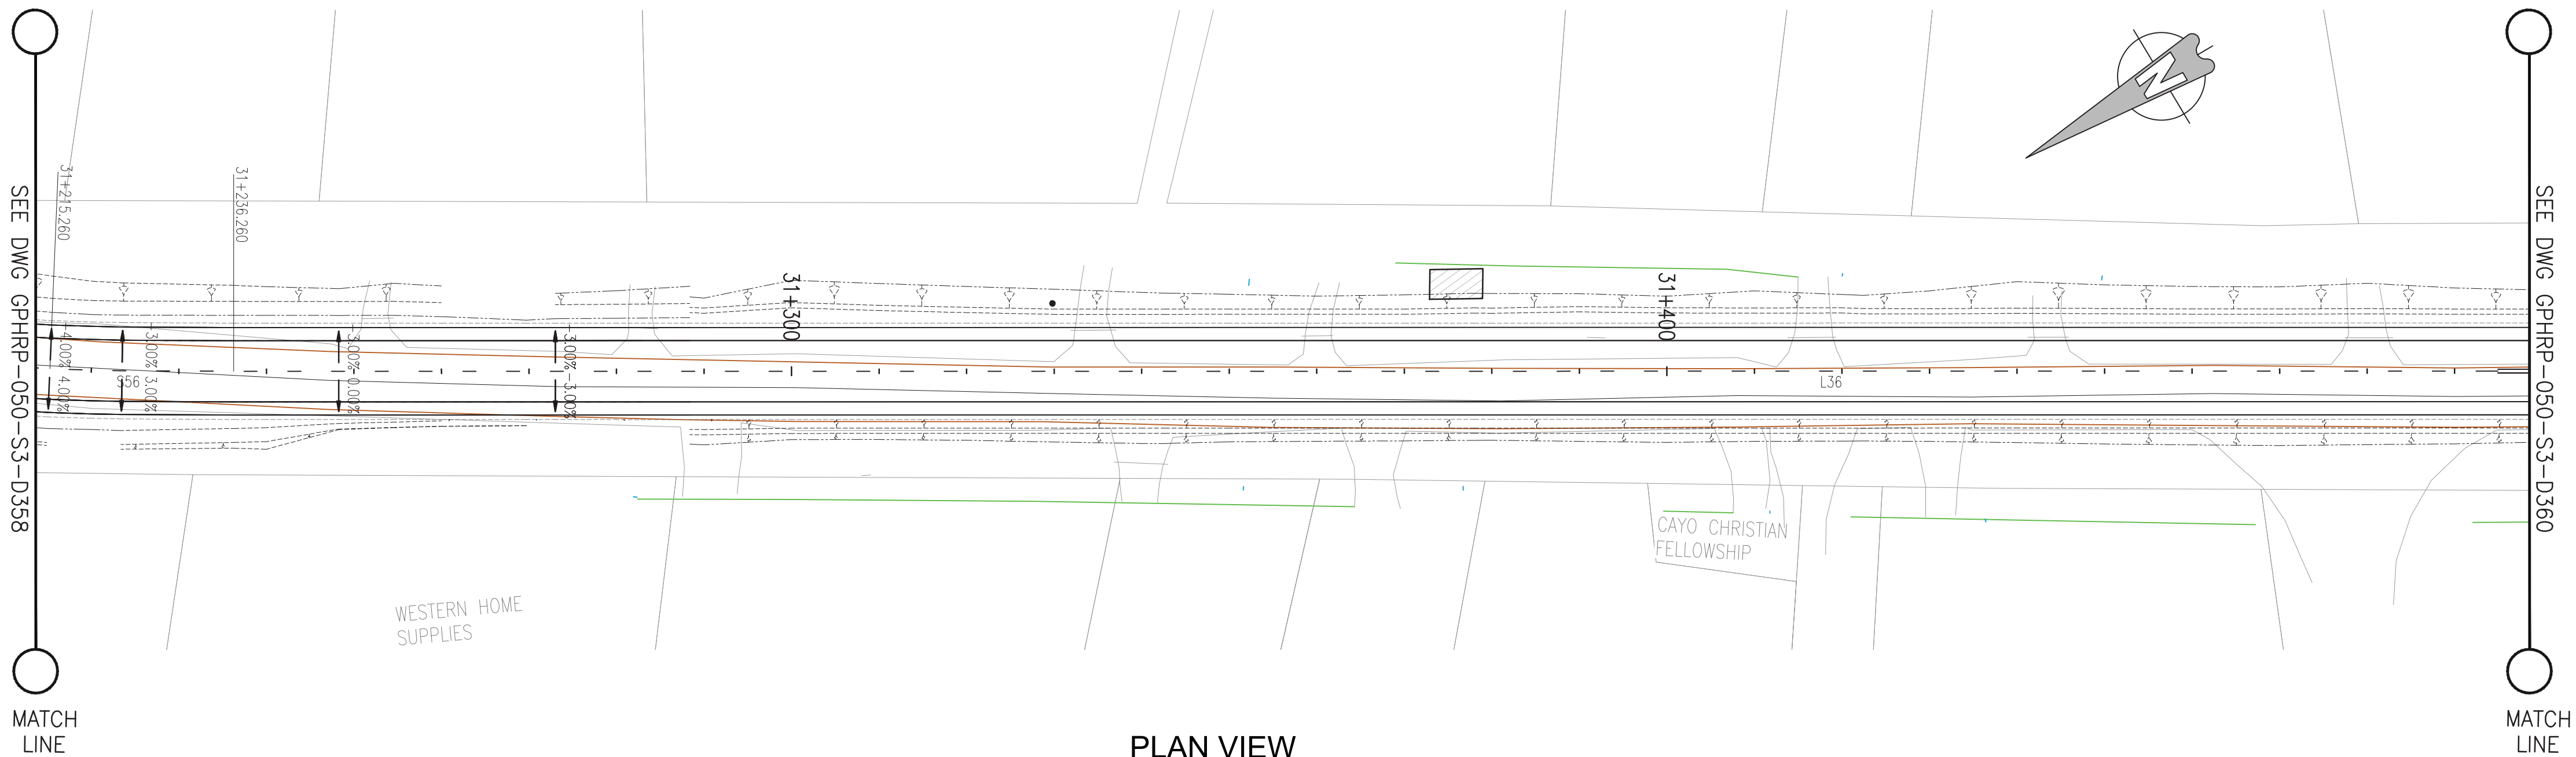 SEE DWG GPHRP-050-S3-D358
31+215.260
31+236.260
-4.00% 4.00%
-3.00% 3.00%
-3.00% 0.00%
-3.00% -3.00%
S56
31+300
31+400
L36
N
SEE DWG GPHRP-050-S3-D360
CAYO CHRISTIAN
FELLOWSHIP
WESTERN HOME
SUPPLIES
MATCH
LINE
MATCH
LINE
PLAN VIEW